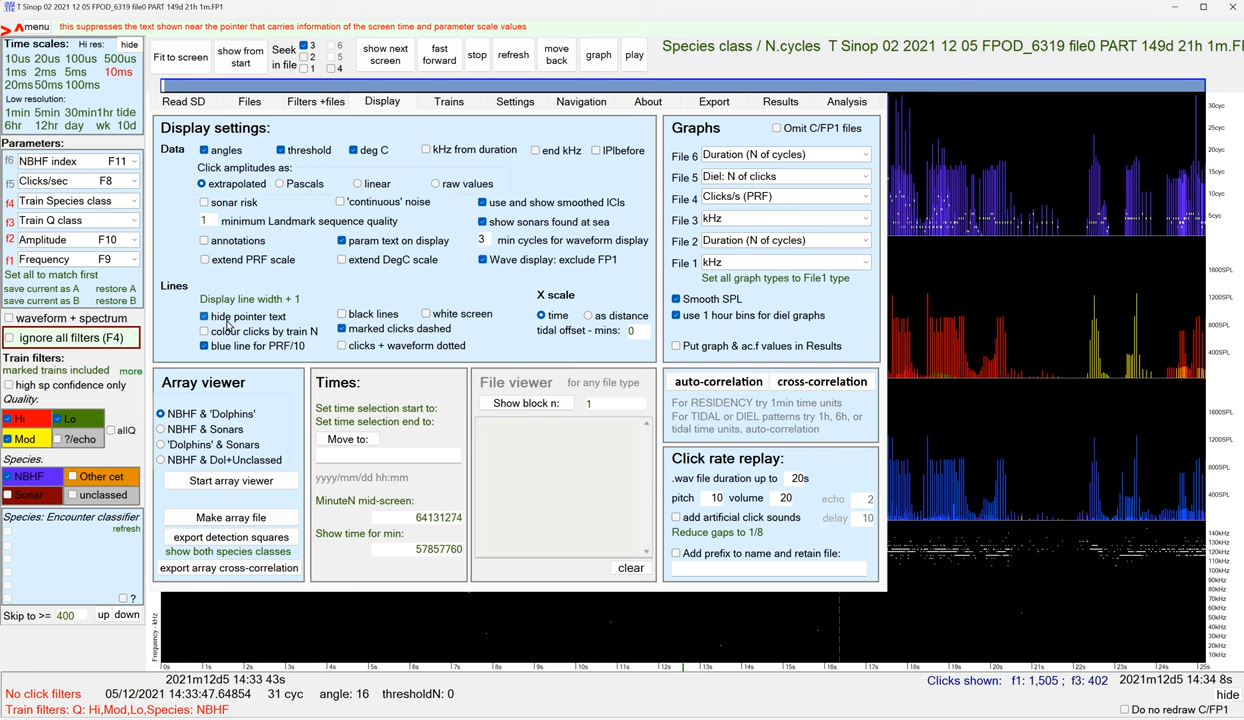 T Sinop 02 2021 12 05 FPOD_6319 file0 PART 149d 21h 1m.FP1
menu
this suppresses the text shown near the pointer that carries information of the screen time and parameter scale values
Time scales: Hi res: hide
10us 20us 100us 500us
1ms 2ms 5ms 10ms
20ms 50ms 100ms
Low resolution:
1min 5min 30min 1hr tide
6hr 12hr day wk 10d
Fit to screen
show from start
Seek in file
3 6
2 5
1 4
show next screen
fast forward
stop
refresh
move back
graph
play
Species class / N.cycles T Sinop 02 2021 12 05 FPOD_6319 file0 PART 149d 21h 1m.F
Read SD Files Filters +files Display Trains Settings Navigation About Export Results Analysis
Parameters:
f6 NBHF index F11
f5 Clicks/sec F8
f4 Train Species class
f3 Train Q class
f2 Amplitude F10
f1 Frequency F9
Set all to match first
save current as A restore A
save current as B restore B
waveform + spectrum
ignore all filters (F4)
Train filters:
marked trains included more
high sp confidence only
Quality:
Hi Lo
Mod ?/echo allQ
Species:
NBHF Other cet
Sonar unclassed
Species: Encounter classifier
refresh
?
Skip to >= 400 up down
Display settings:
Data angles threshold deg C kHz from duration end kHz IPIbefore
Click amplitudes as:
extrapolated Pascals linear raw values
sonar risk 'continuous' noise use and show smoothed ICIs
1 minimum Landmark sequence quality show sonars found at sea
annotations param text on display 3 min cycles for waveform display
extend PRF scale extend DegC scale Wave display: exclude FP1
Lines
Display line width + 1
hide pointer text black lines white screen
colour clicks by train N marked clicks dashed
blue line for PRF/10 clicks + waveform dotted
X scale
time as distance
tidal offset - mins: 0
Graphs Omit C/FP1 files
File 6 Duration (N of cycles)
File 5 Diel: N of clicks
File 4 Clicks/s (PRF)
File 3 kHz
File 2 Duration (N of cycles)
File 1 kHz
Set all graph types to File1 type
Smooth SPL
use 1 hour bins for diel graphs
Put graph & ac.f values in Results
Array viewer
NBHF & 'Dolphins'
NBHF & Sonars
'Dolphins' & Sonars
NBHF & Dol+Unclassed
Start array viewer
Make array file
export detection squares
show both species classes
export array cross-correlation
Times:
Set time selection start to:
Set time selection end to:
Move to:
yyyy/mm/dd hh:mm
MinuteN mid-screen:
64131274
Show time for min:
57857760
File viewer for any file type
Show block n: 1
clear
auto-correlation cross-correlation
For RESIDENCY try 1min time units
For TIDAL or DIEL patterns try 1h, 6h, or
tidal time units, auto-correlation
Click rate replay:
.wav file duration up to 20s
pitch 10 volume 20 echo 2
add artificial click sounds delay 10
Reduce gaps to 1/8
Add prefix to name and retain file:
30cyc
25cyc
20cyc
15cyc
10cyc
5cyc
1600SPL
1200SPL
800SPL
400SPL
1600SPL
1200SPL
800SPL
400SPL
140kHz
130kHz
120kHz
110kHz
100kHz
90kHz
80kHz
70kHz
60kHz
50kHz
40kHz
30kHz
20kHz
10kHz
Frequency - kHz
0s 1s 2s 3s 4s 5s 6s 7s 8s 9s 10s 11s 12s 13s 14s 15s 16s 17s 18s 19s 20s 21s 22s 23s 24s 25s
2021m12d5 14:33 43s Clicks shown: f1: 1,505 ; f3: 402 2021m12d5 14:34 8s
No click filters 05/12/2021 14:33:47.64854 31 cyc angle: 16 thresholdN: 0 hide
Train filters: Q: Hi,Mod,Lo,Species: NBHF Do no redraw C/FP1